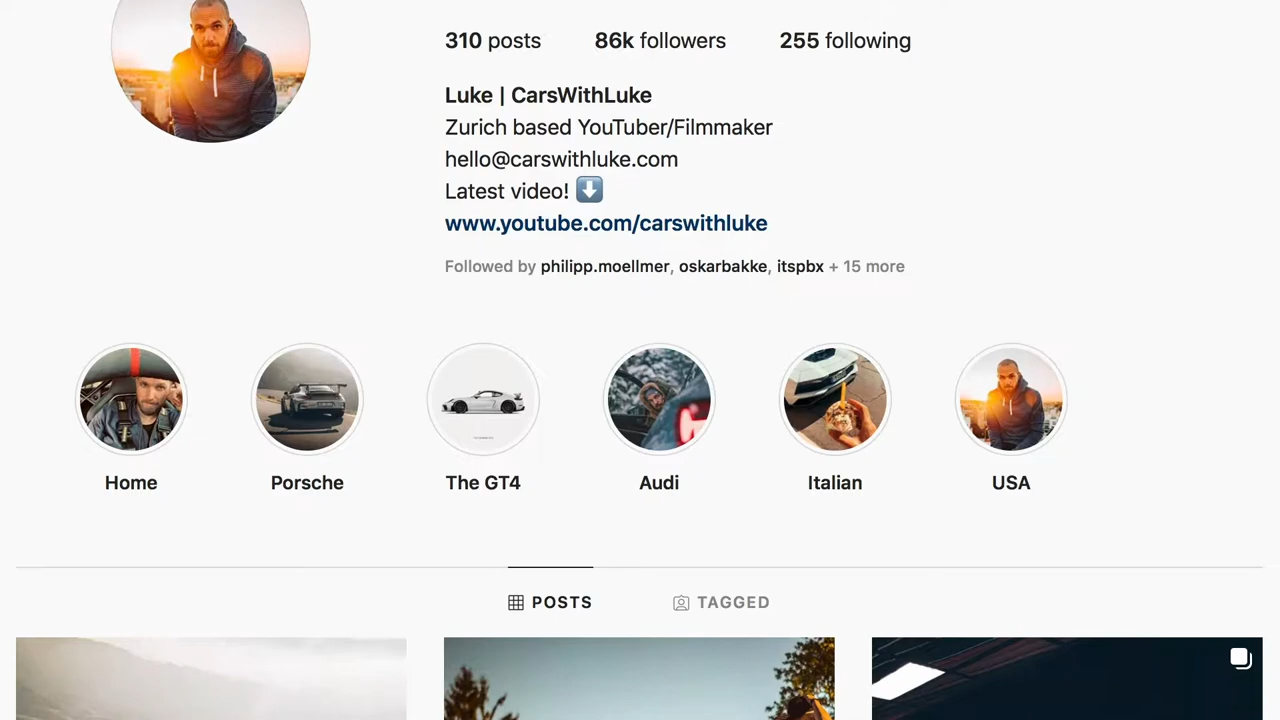 310 posts 86k followers 255 following
Luke | CarsWithLuke
Zurich based YouTuber/Filmmaker
hello@carswithluke.com
Latest video! ⬇️
www.youtube.com/carswithluke
Followed by philipp.moellmer, oskarbakke, itspbx + 15 more
Home Porsche The GT4 Audi Italian USA
POSTS TAGGED